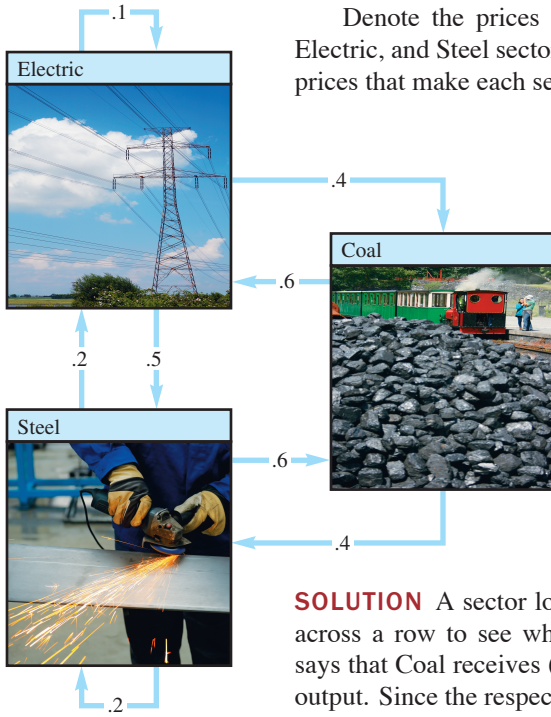 .1
Denote the prices
Electric, and Steel secto
prices that make each se
Electric
.4
Coal
.6
.2
.5
Steel
.6
.4
SOLUTION A sector lo
across a row to see wh
says that Coal receives (
output. Since the respec
.2